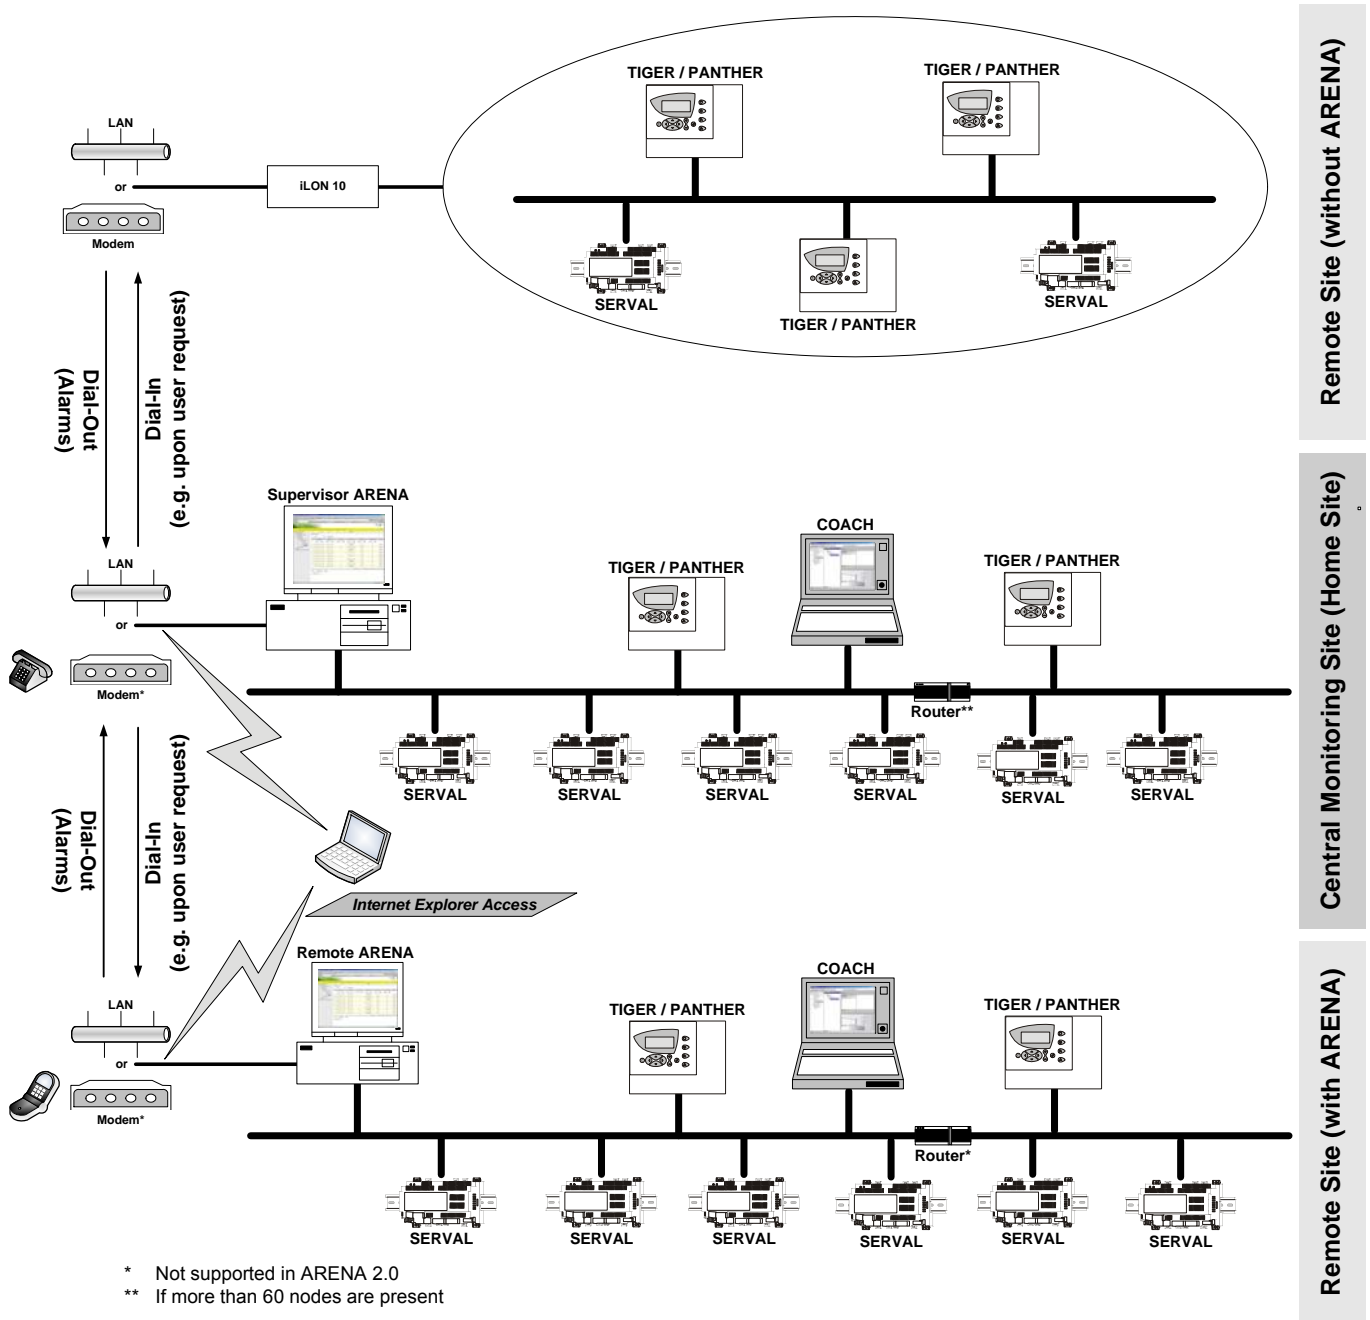 TIGER / PANTHER
TIGER / PANTHER
LAN
or
iLON 10
Modem
SERVAL
TIGER / PANTHER
SERVAL
Remote Site (without ARENA)
Dial-Out
(Alarms)
Dial-In
(e.g. upon user request)
Supervisor ARENA
COACH
LAN
TIGER / PANTHER
TIGER / PANTHER
or
Modem*
Router**
SERVAL
SERVAL
SERVAL
SERVAL
SERVAL
SERVAL
Central Monitoring Site (Home Site)
Dial-Out
(Alarms)
Dial-In
(e.g. upon user request)
Internet Explorer Access
Remote ARENA
COACH
LAN
TIGER / PANTHER
TIGER / PANTHER
or
Modem*
Router*
SERVAL
SERVAL
SERVAL
SERVAL
SERVAL
SERVAL
Remote Site (with ARENA)
* Not supported in ARENA 2.0
** If more than 60 nodes are present